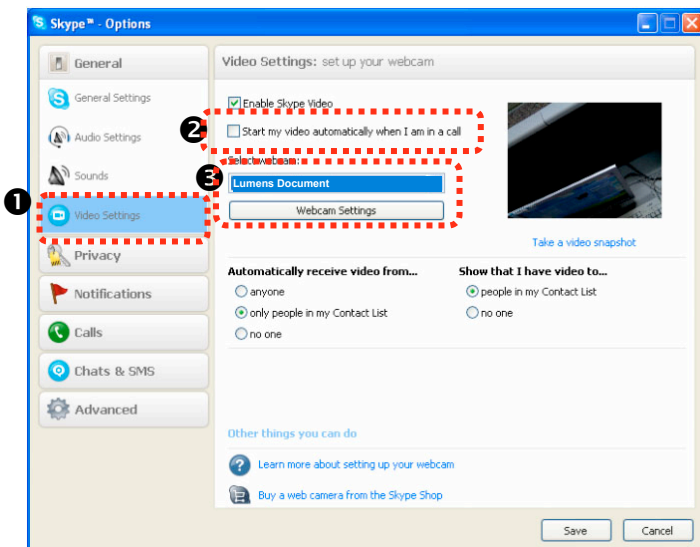 Skype™ - Options
General
General Settings
Audio Settings
Sounds
Video Settings
Privacy
Notifications
Calls
Chats & SMS
Advanced
Video Settings: set up your webcam
Enable Skype Video
Start my video automatically when I am in a call
Select webcam:
Lumens Document
Webcam Settings
Take a video snapshot
Automatically receive video from...
anyone
only people in my Contact List
no one
Show that I have video to...
people in my Contact List
no one
Other things you can do
Learn more about setting up your webcam
Buy a web camera from the Skype Shop
Save
Cancel
1
2
3